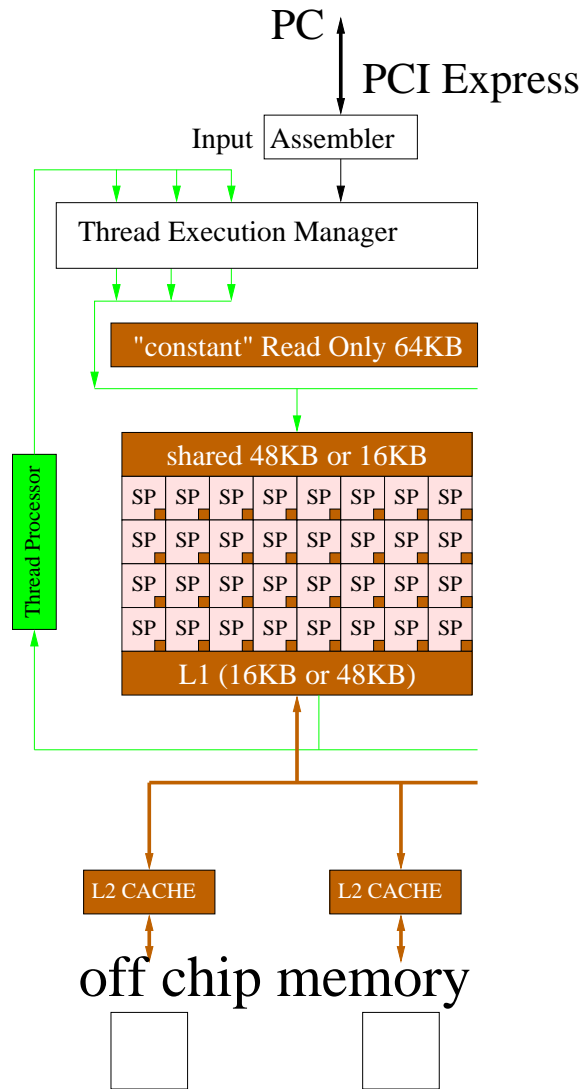 PC
PCI Express
Input Assembler
Thread Execution Manager
"constant" Read Only 64KB
shared 48KB or 16KB
Thread Processor
SP SP SP SP SP SP SP SP
SP SP SP SP SP SP SP SP
SP SP SP SP SP SP SP SP
SP SP SP SP SP SP SP SP
L1 (16KB or 48KB)
L2 CACHE L2 CACHE
off chip memory